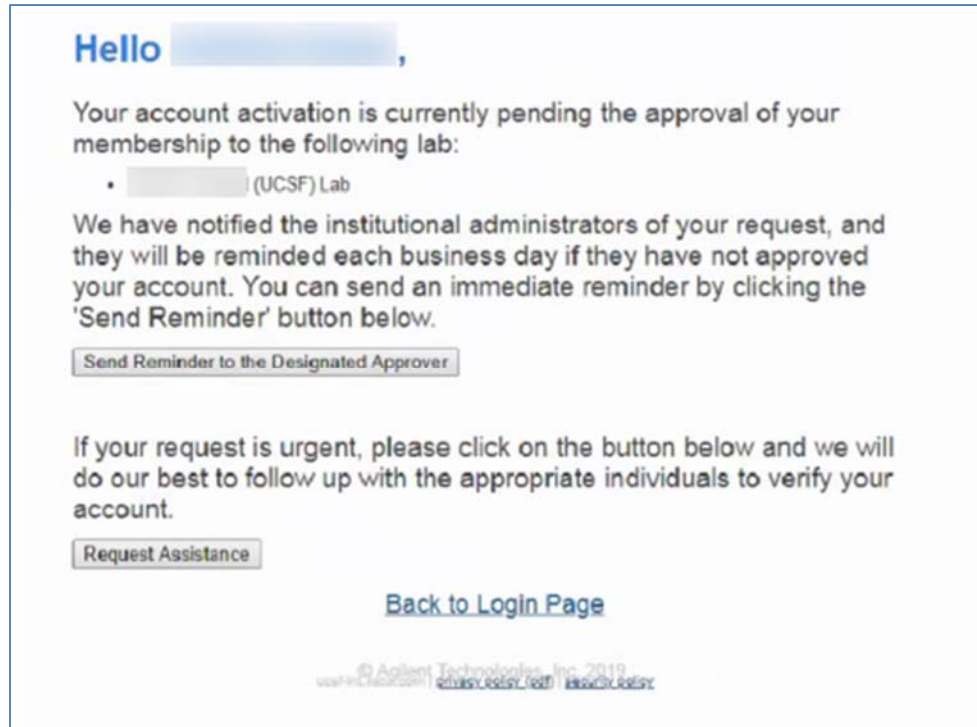 Hello ,
Your account activation is currently pending the approval of your
membership to the following lab:
• (UCSF) Lab
We have notified the institutional administrators of your request, and
they will be reminded each business day if they have not approved
your account. You can send an immediate reminder by clicking the
'Send Reminder' button below.
Send Reminder to the Designated Approver
If your request is urgent, please click on the button below and we will
do our best to follow up with the appropriate individuals to verify your
account.
Request Assistance
Back to Login Page
© Agilent Technologies, Inc. 2019